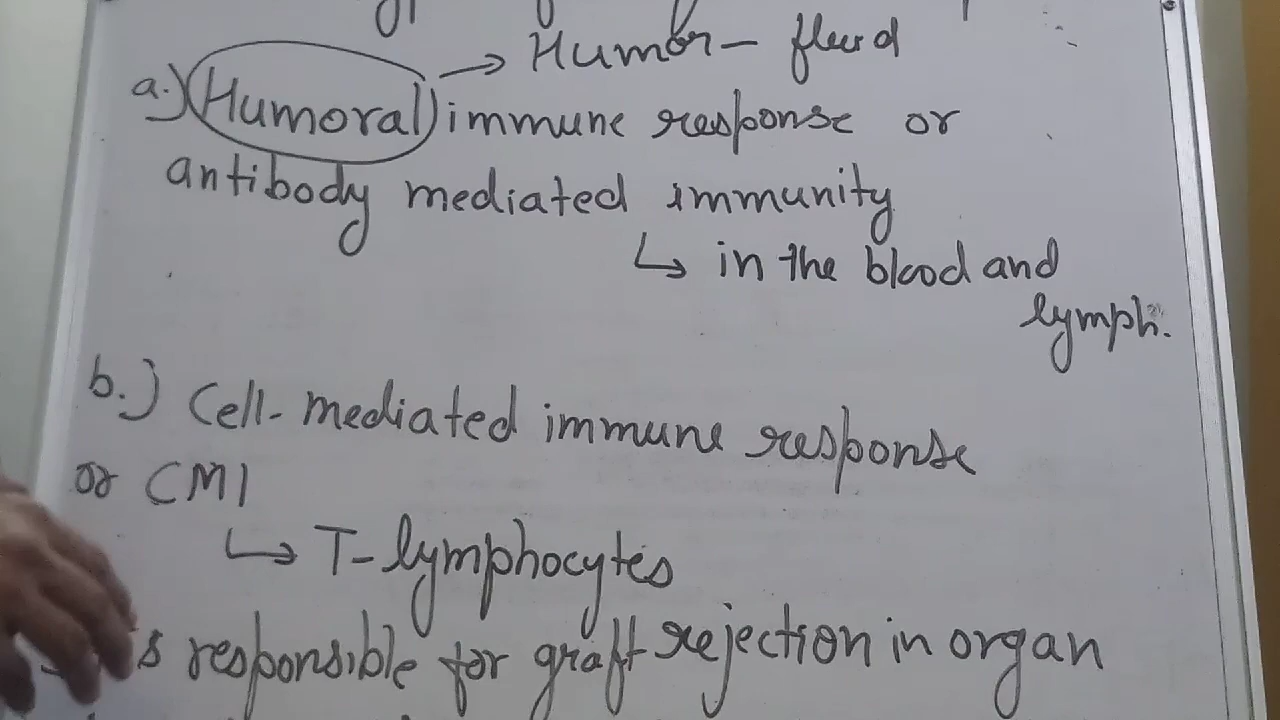 Humor - fluid
a.) Humoral immune response or
antibody mediated immunity
↳ in the blood and
lymph.
b.) Cell-mediated immune response
or CMI
↳ T-lymphocytes
is responsible for graft rejection in organ